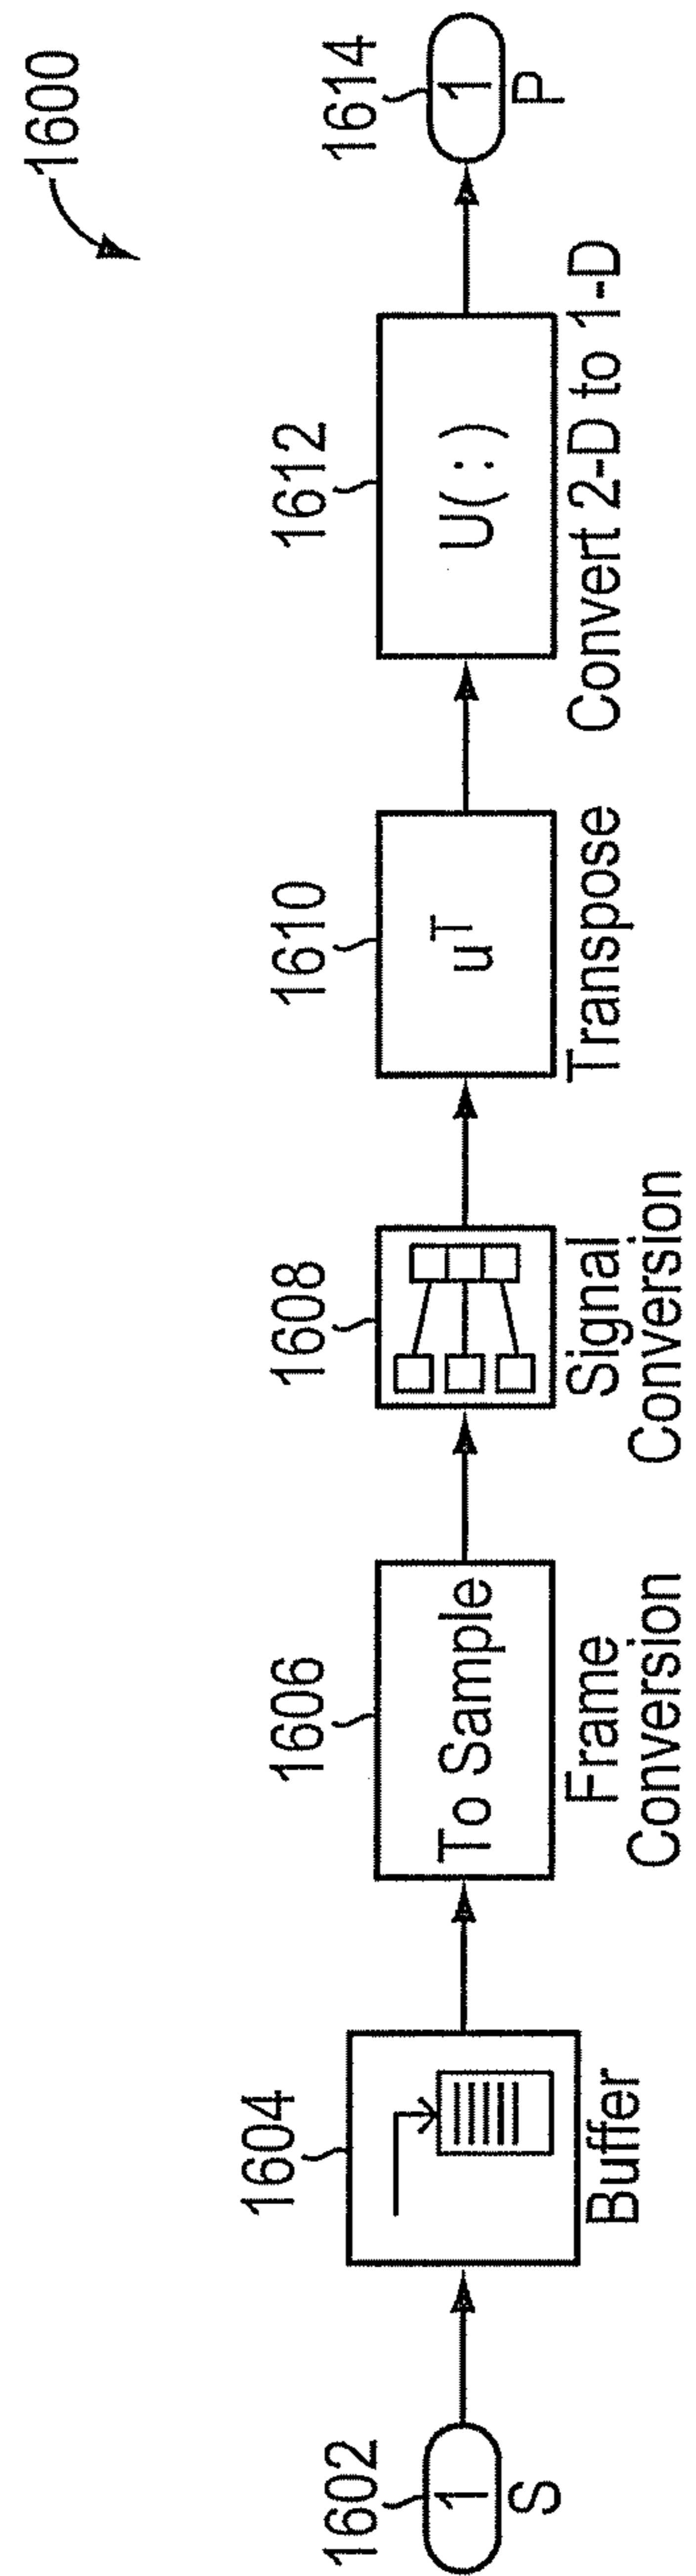 1600
1602
1
S
1604
Buffer
1606
To Sample
Frame
Conversion
1608
Signal
Conversion
1610
u^T
Transpose
1612
U( : )
Convert 2-D to 1-D
1614
1
P